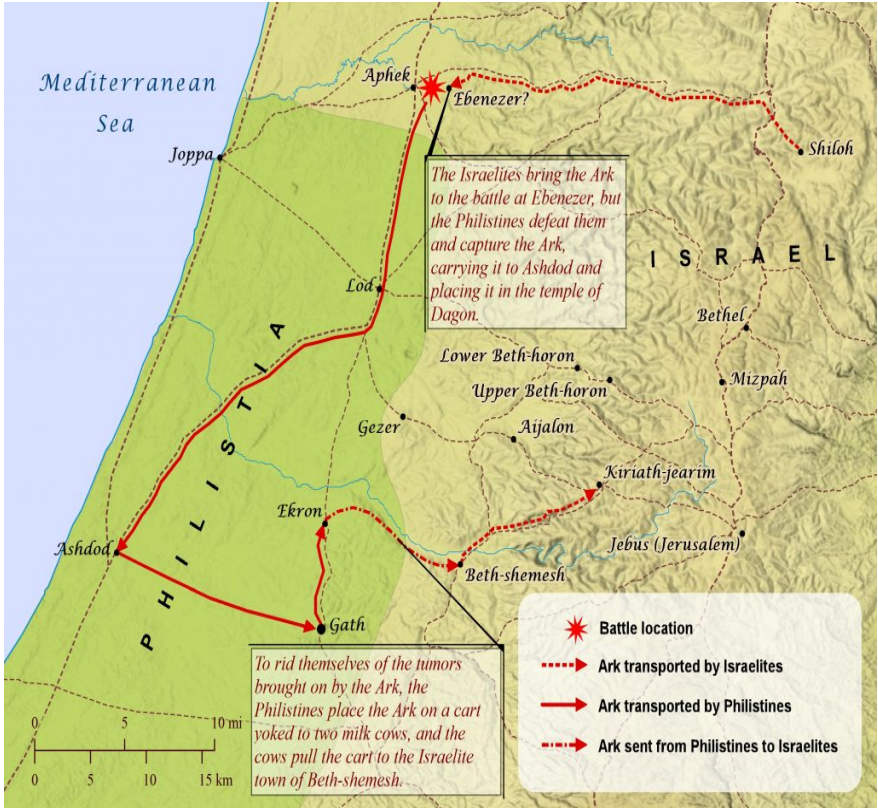 Mediterranean
Sea
Aphek
Ebenezer?
Shiloh
Joppa
The Israelites bring the Ark
to the battle at Ebenezer, but
the Philistines defeat them
and capture the Ark,
carrying it to Ashdod and
placing it in the temple of
Dagon.
ISRAEL
Lod
Bethel
PHILISTIA
Lower Beth-horon
Upper Beth-horon
Mizpah
Gezer
Aijalon
Kiriath-jearim
Ekron
Ashdod
Jebus (Jerusalem)
Beth-shemesh
Gath
To rid themselves of the tumors
brought on by the Ark, the
Philistines place the Ark on a cart
yoked to two milk cows, and the
cows pull the cart to the Israelite
town of Beth-shemesh.
Battle location
Ark transported by Israelites
Ark transported by Philistines
Ark sent from Philistines to Israelites
0 5 10 mi
0 5 10 15 km